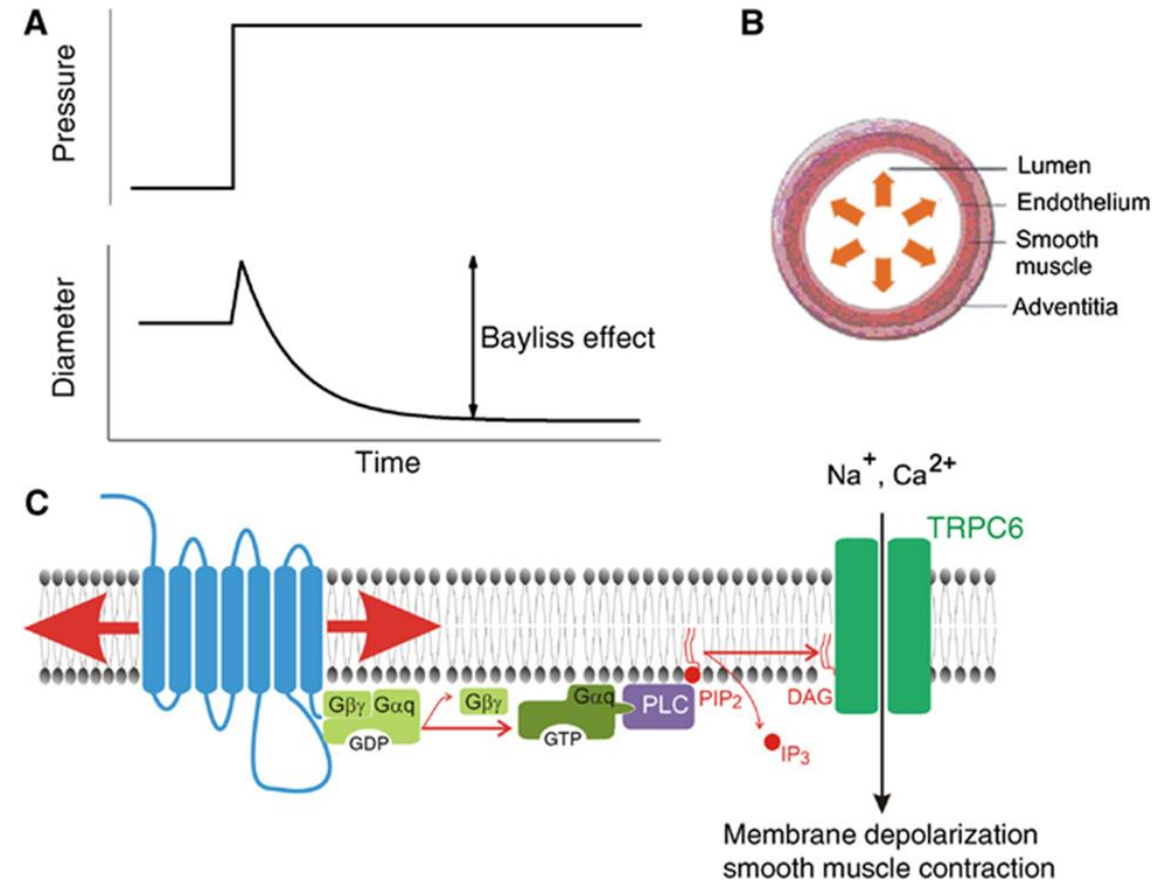 A
Pressure
Diameter
Bayliss effect
Time
B
Lumen
Endothelium
Smooth
muscle
Adventitia
C
Na⁺, Ca²⁺
TRPC6
Gβγ Gαq
GDP
Gβγ
Gαq
GTP
PLC
PIP₂
DAG
IP₃
Membrane depolarization
smooth muscle contraction